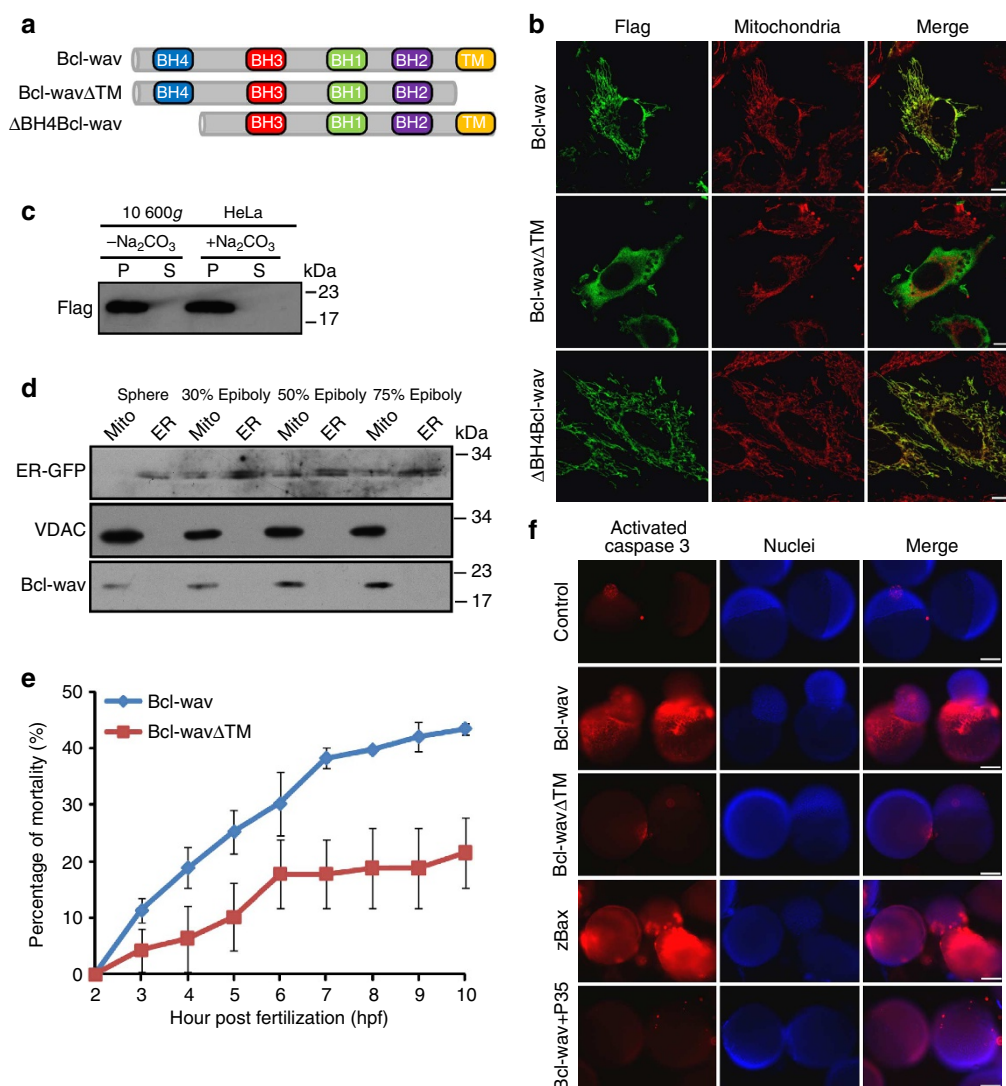 a
Bcl-wav BH4 BH3 BH1 BH2 TM
Bcl-wavΔTM BH4 BH3 BH1 BH2
ΔBH4Bcl-wav BH3 BH1 BH2 TM
b
Flag Mitochondria Merge
Bcl-wav
Bcl-wavΔTM
ΔBH4Bcl-wav
c
10 600g HeLa
–Na₂CO₃ +Na₂CO₃
P S P S kDa
Flag
23
17
d
Sphere 30% Epiboly 50% Epiboly 75% Epiboly
Mito ER Mito ER Mito ER Mito ER kDa
ER-GFP 34
VDAC 34
Bcl-wav 23
17
e
Bcl-wav
Bcl-wavΔTM
Percentage of mortality (%)
50
40
30
20
10
0
2 3 4 5 6 7 8 9 10
Hour post fertilization (hpf)
f
Activated
caspase 3 Nuclei Merge
Control
Bcl-wav
Bcl-wavΔTM
zBax
Bcl-wav+P35